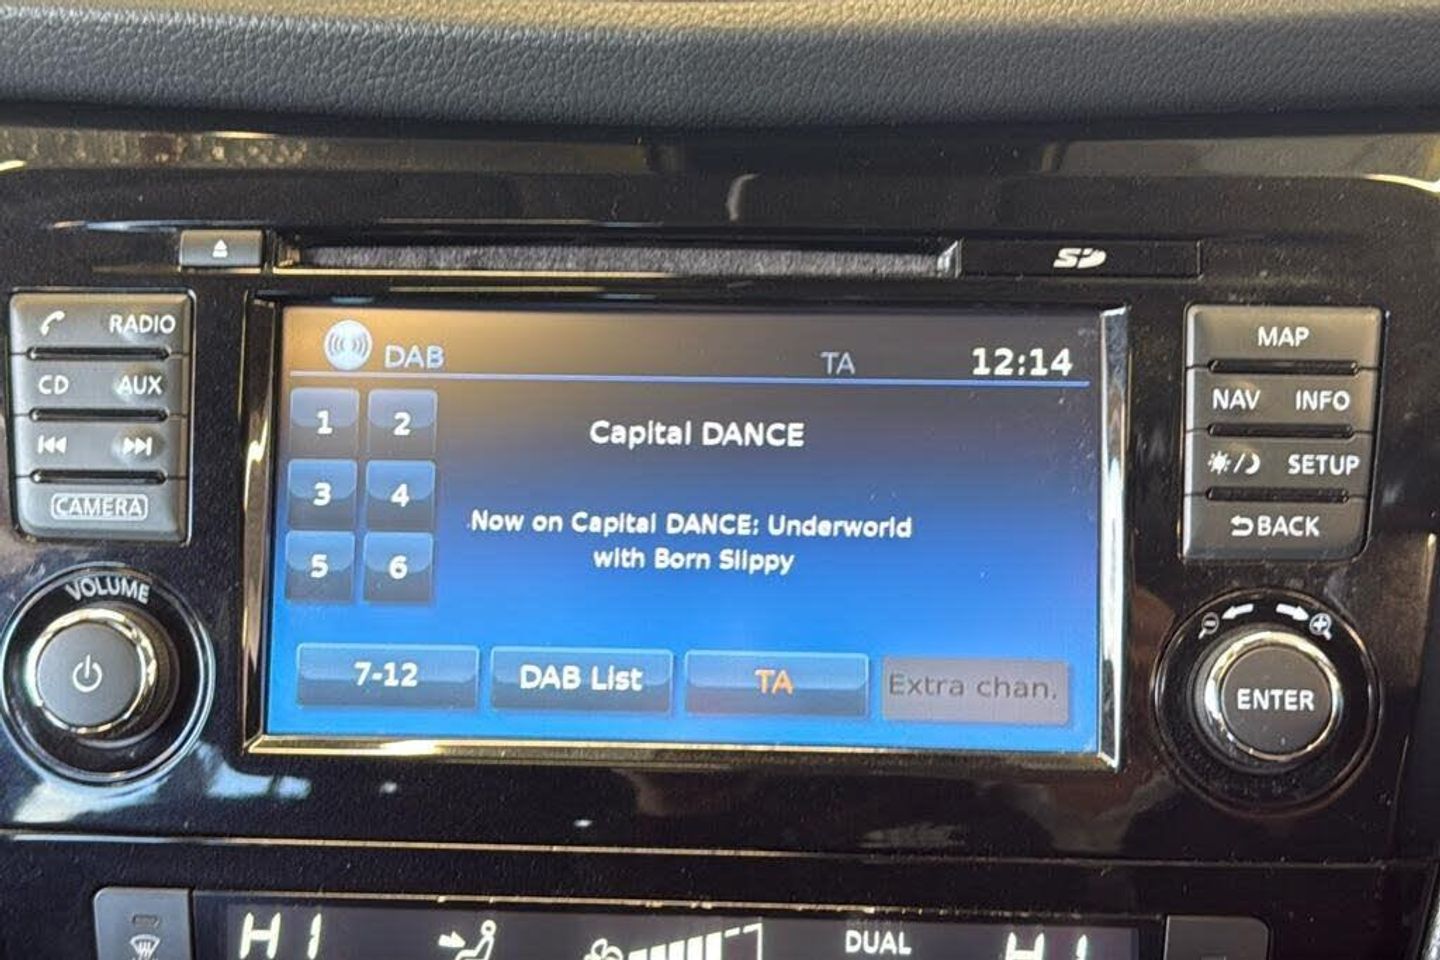 SD
RADIO
CD AUX
CAMERA
VOLUME
DAB TA 12:14
1 2
3 4
5 6
Capital DANCE
Now on Capital DANCE: Underworld
with Born Slippy
7-12 DAB List TA Extra chan.
MAP
NAV INFO
SETUP
BACK
ENTER
HI DUAL HI